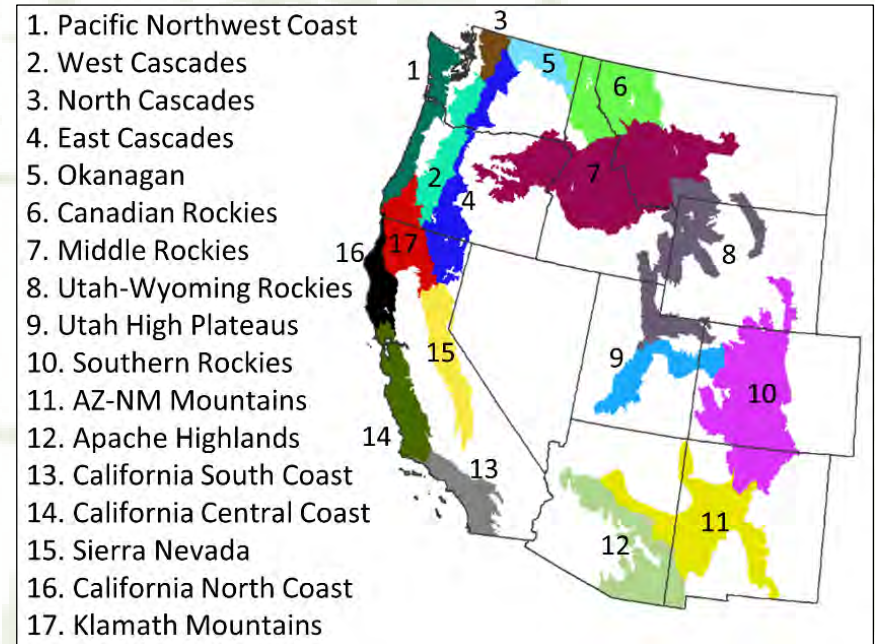 1. Pacific Northwest Coast
2. West Cascades
3. North Cascades
4. East Cascades
5. Okanagan
6. Canadian Rockies
7. Middle Rockies
8. Utah-Wyoming Rockies
9. Utah High Plateaus
10. Southern Rockies
11. AZ-NM Mountains
12. Apache Highlands
13. California South Coast
14. California Central Coast
15. Sierra Nevada
16. California North Coast
17. Klamath Mountains
3
1
5
6
2
7
4
17
16
8
15
9
10
14
13
11
12